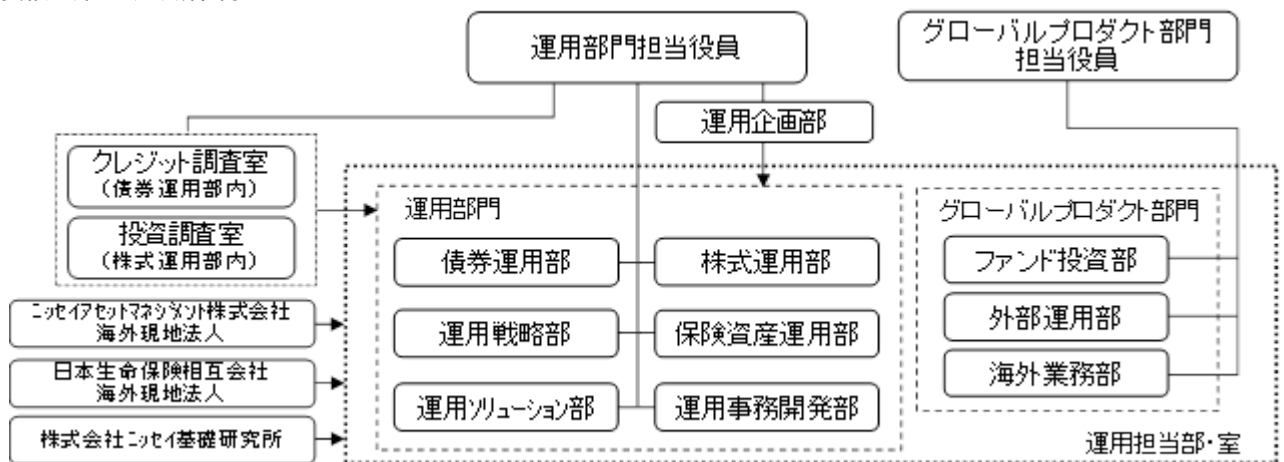 運用部門担当役員
グローバルプロダクト部門
担当役員
運用企画部
クレジット調査室
(債券運用部内)
投資調査室
(株式運用部内)
運用部門
グローバルプロダクト部門
債券運用部
株式運用部
ファンド投資部
ニッセイアセットマネジメント株式会社
海外現地法人
運用戦略部
保険資産運用部
外部運用部
日本生命保険相互会社
海外現地法人
海外業務部
運用ソリューション部
運用事務開発部
株式会社ニッセイ基礎研究所
運用担当部・室